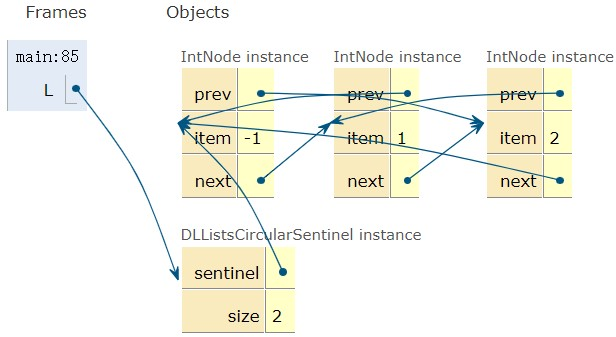 Frames Objects
main:85
L
IntNode instance IntNode instance IntNode instance
prev prev prev
item -1 item 1 item 2
next next next
DLListsCircularSentinel instance
sentinel
size 2